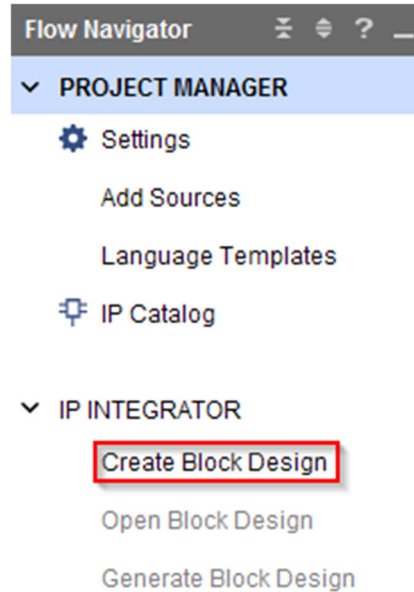 Flow Navigator ?
PROJECT MANAGER
Settings
Add Sources
Language Templates
IP Catalog
IP INTEGRATOR
Create Block Design
Open Block Design
Generate Block Design